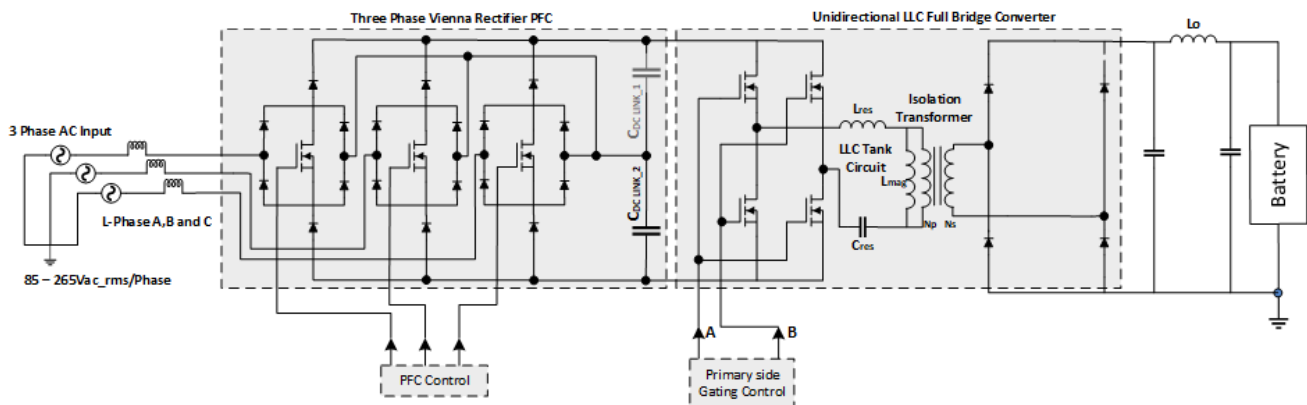 Three Phase Vienna Rectifier PFC
Unidirectional LLC Full Bridge Converter
Lo
C DC LINK_1
Lres
Isolation
Transformer
3 Phase AC Input
LLC Tank
Circuit
Lmag
Battery
C DC LINK_2
L-Phase A,B and C
Np Ns
Cres
85 – 265Vac_rms/Phase
A
B
PFC Control
Primary side
Gating Control